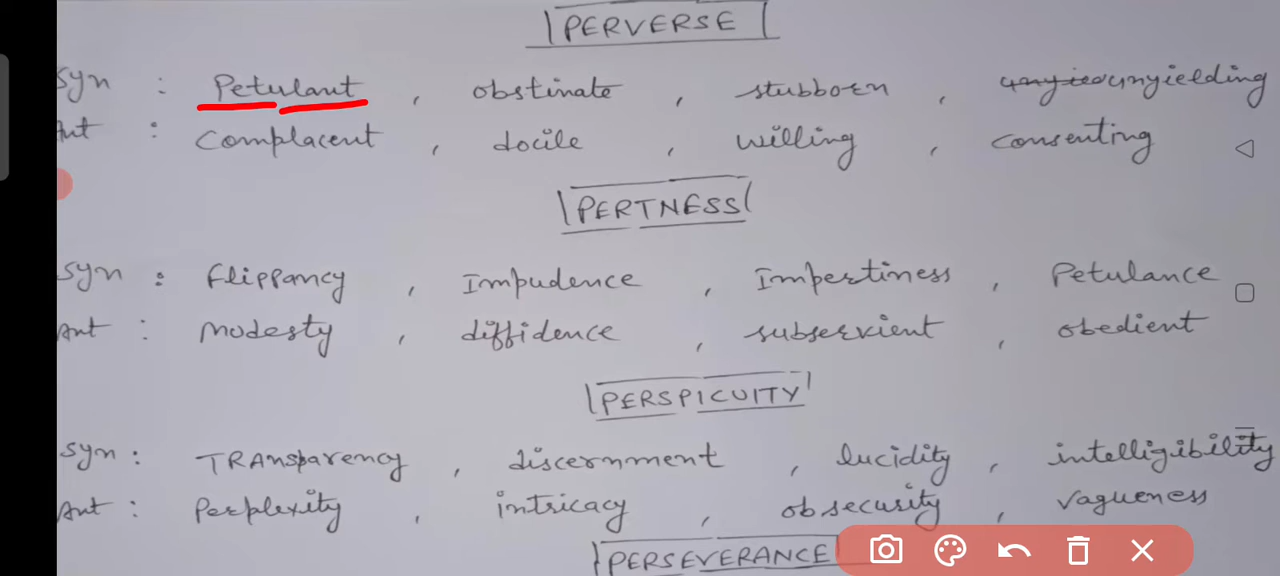 PERVERSE
Syn : Petulant , obstinate , stubborn , unyielding
Ant : Complacent , docile , willing , consenting
PERTNESS
Syn : Flippancy , Impudence , Impertiness , Petulance
Ant : Modesty , diffidence , subservient , obedient
PERSPICUITY
Syn : TRANsparency , discernment , lucidity , intelligibility
Ant : Perplexity , intricacy , obsecurity , vagueness
PERSEVERANCE